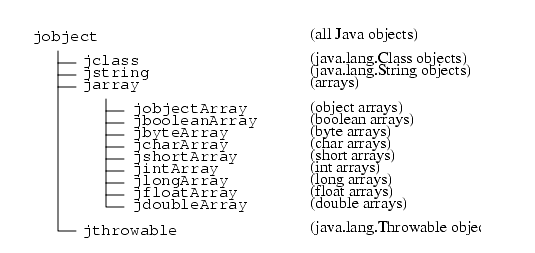 jobject (all Java objects)
jclass (java.lang.Class objects)
jstring (java.lang.String objects)
jarray (arrays)
jobjectArray (object arrays)
jbooleanArray (boolean arrays)
jbyteArray (byte arrays)
jcharArray (char arrays)
jshortArray (short arrays)
jintArray (int arrays)
jlongArray (long arrays)
jfloatArray (float arrays)
jdoubleArray (double arrays)
jthrowable (java.lang.Throwable objec